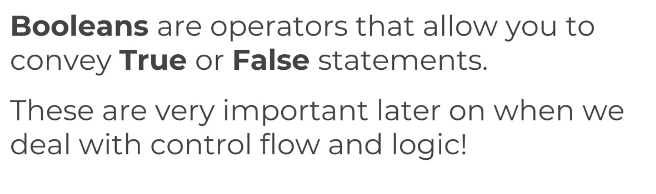 Booleans are operators that allow you to
convey True or False statements.
These are very important later on when we
deal with control flow and logic!